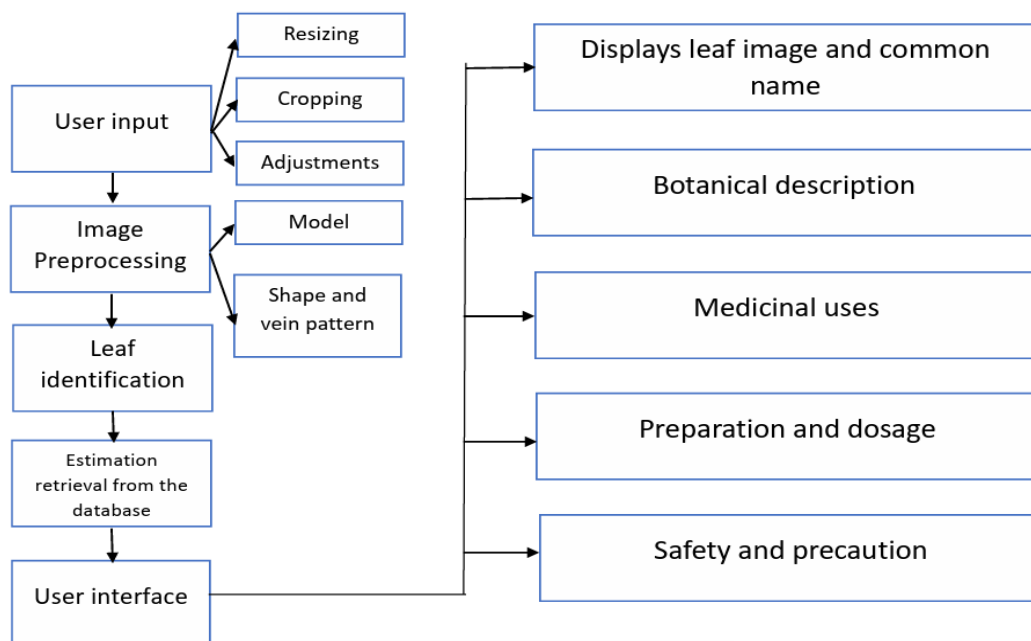 User input
Resizing
Cropping
Adjustments
Image
Preprocessing
Model
Shape and
vein pattern
Leaf
identification
Estimation
retrieval from the
database
User interface
Displays leaf image and common
name
Botanical description
Medicinal uses
Preparation and dosage
Safety and precaution